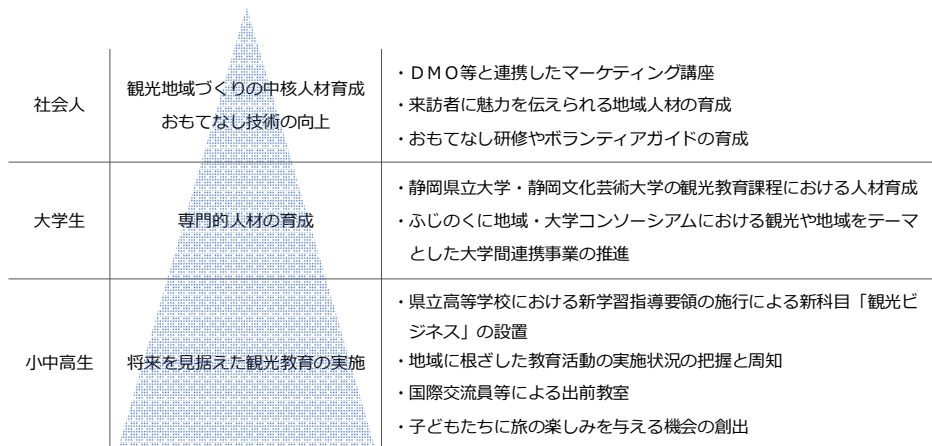 社会人
観光地域づくりの中核人材育成
おもてなし技術の向上
・ＤＭＯ等と連携したマーケティング講座
・来訪者に魅力を伝えられる地域人材の育成
・おもてなし研修やボランティアガイドの育成
大学生
専門的人材の育成
・静岡県立大学・静岡文化芸術大学の観光教育課程における人材育成
・ふじのくに地域・大学コンソーシアムにおける観光や地域をテーマ
とした大学間連携事業の推進
小中高生
将来を見据えた観光教育の実施
・県立高等学校における新学習指導要領の施行による新科目「観光ビ
ジネス」の設置
・地域に根ざした教育活動の実施状況の把握と周知
・国際交流員等による出前教室
・子どもたちに旅の楽しみを与える機会の創出